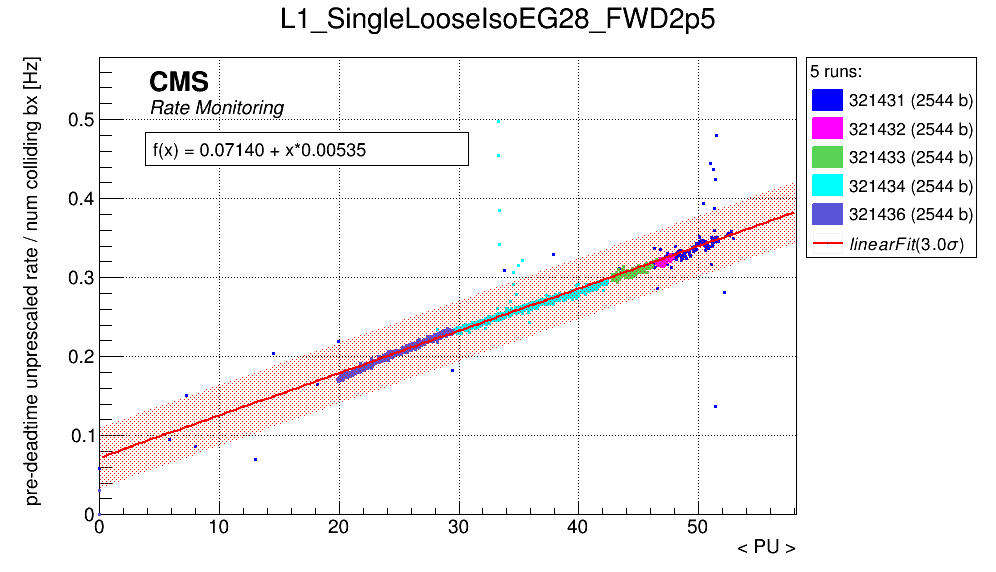 L1_SingleLooseIsoEG28_FWD2p5
pre-deadtime unprescaled rate / num colliding bx [Hz]
CMS
Rate Monitoring
f(x) = 0.07140 + x*0.00535
0.5
0.4
0.3
0.2
0.1
0
0 10 20 30 40 50
< PU >
5 runs:
321431 (2544 b)
321432 (2544 b)
321433 (2544 b)
321434 (2544 b)
321436 (2544 b)
linearFit(3.0σ)